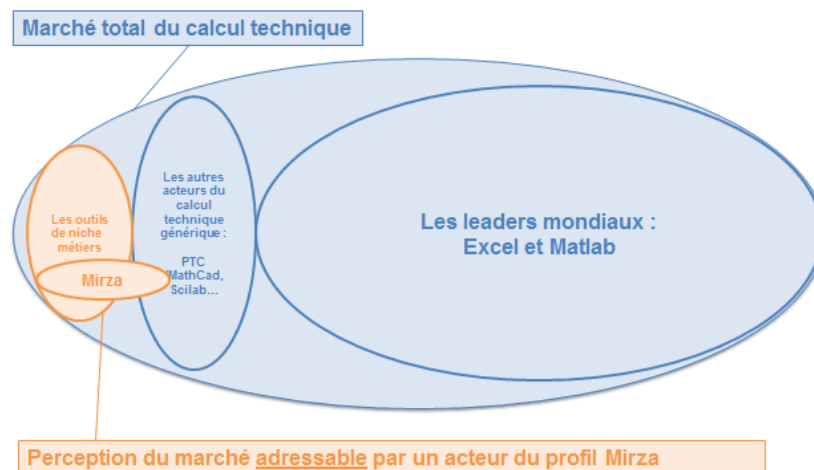 Marché total du calcul technique
Les outils
de niche
métiers
Mirza
Les autres
acteurs du
calcul
technique
générique :
PTC
/MathCad,
Scilab...
Les leaders mondiaux :
Excel et Matlab
Perception du marché adressable par un acteur du profil Mirza